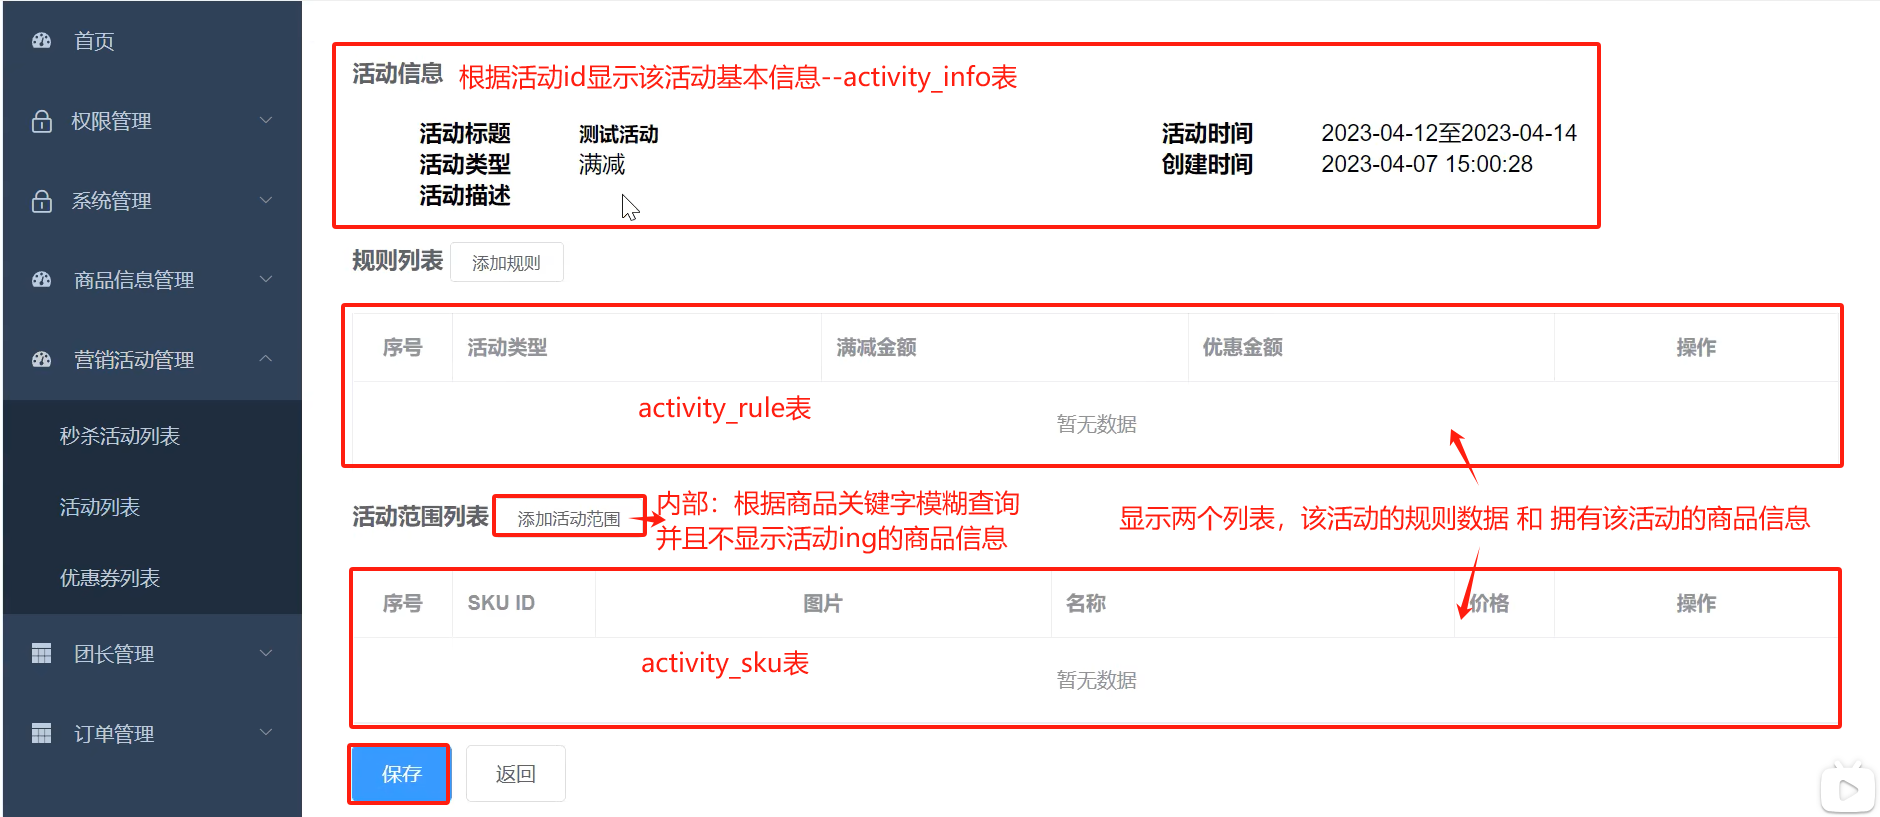 首页
权限管理
系统管理
商品信息管理
营销活动管理
秒杀活动列表
活动列表
优惠券列表
团长管理
订单管理
活动信息 根据活动id显示该活动基本信息--activity_info表
活动标题 测试活动 活动时间 2023-04-12至2023-04-14
活动类型 满减 创建时间 2023-04-07 15:00:28
活动描述
规则列表 添加规则
序号 活动类型 满减金额 优惠金额 操作
activity_rule表
暂无数据
活动范围列表 添加活动范围
内部：根据商品关键字模糊查询
并且不显示活动ing的商品信息
显示两个列表，该活动的规则数据 和 拥有该活动的商品信息
序号 SKU ID 图片 名称 价格 操作
activity_sku表
暂无数据
保存 返回